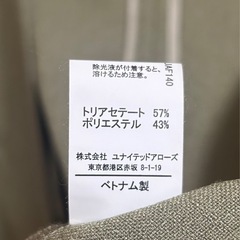 除光液が付着すると、
溶けるため注意。
トリアセテート 57%
ポリエステル 43%
株式会社 ユナイテッドアローズ
東京都港区赤坂 8-1-19
ベトナム製